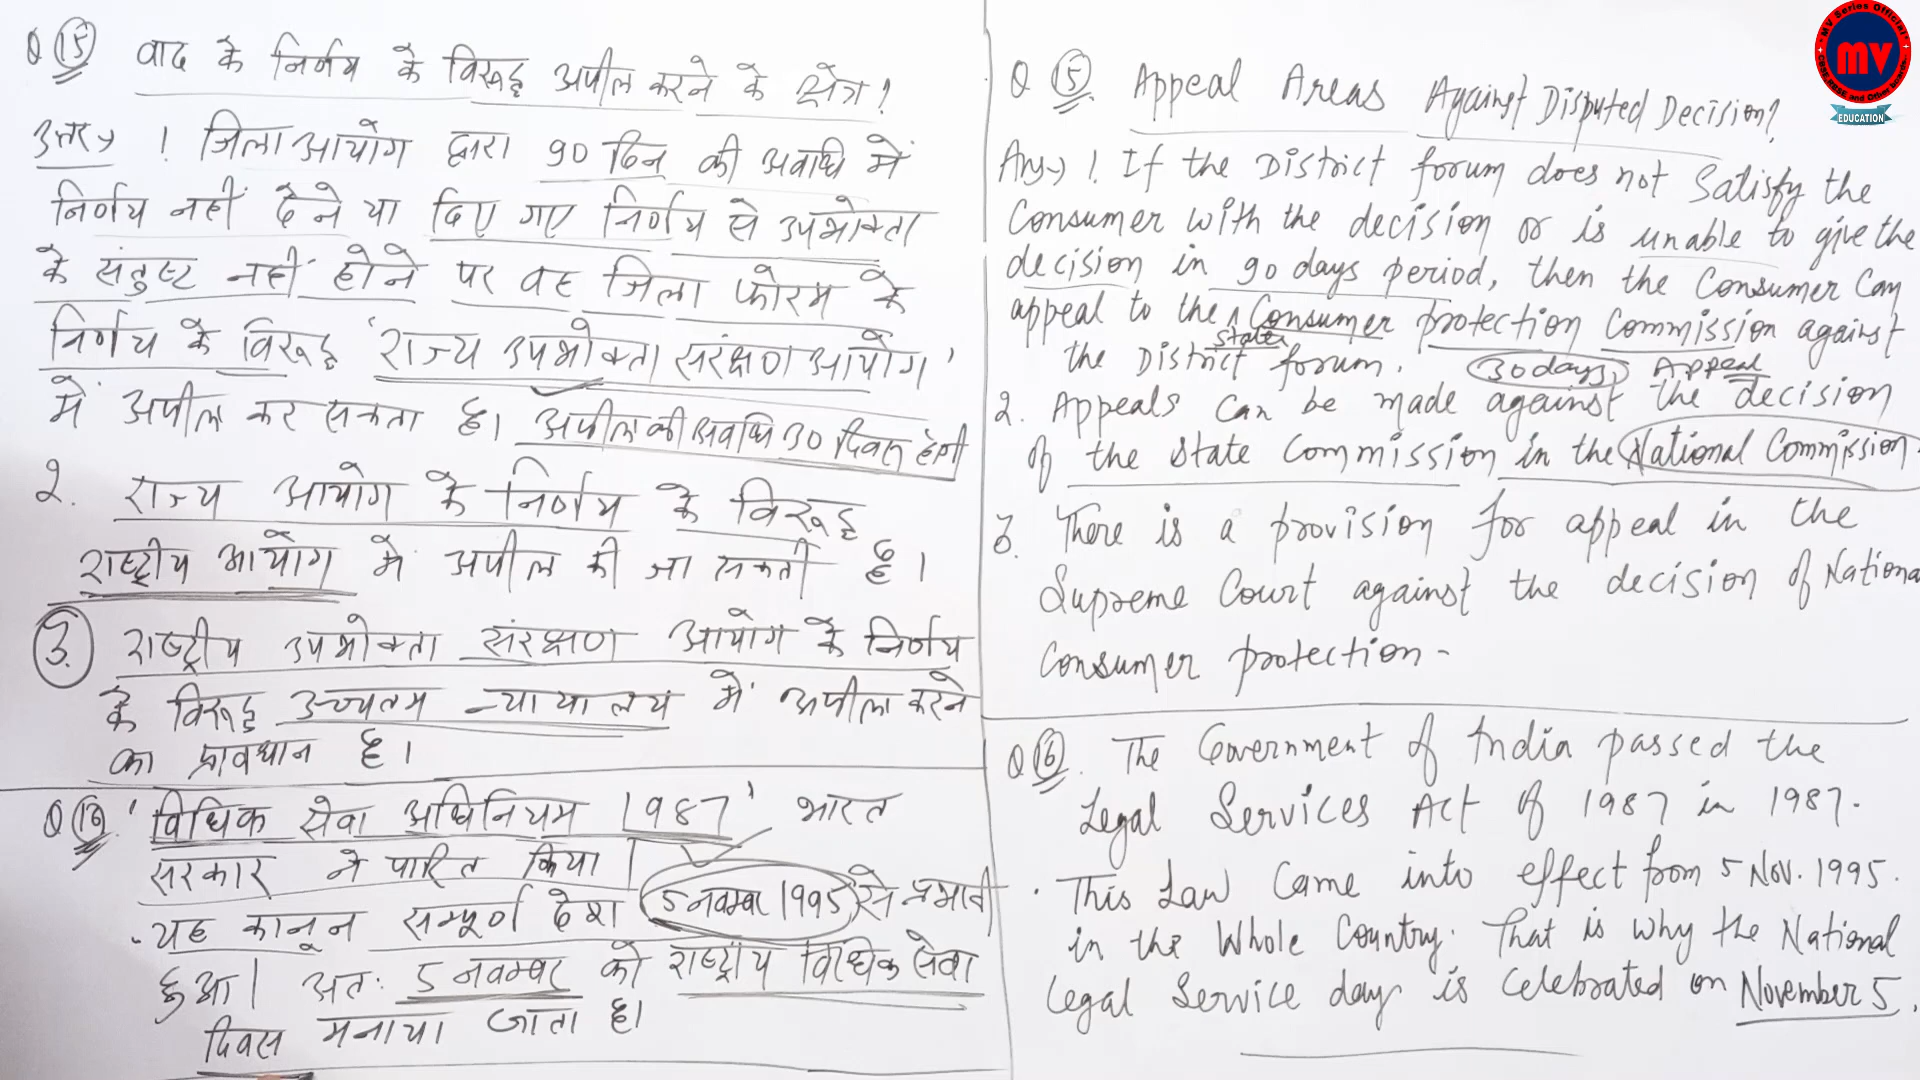 Q 15 वाद के निर्णय के विरूद्ध अपील करने के क्षेत्र?
उत्तर→ 1. जिला आयोग द्वारा 90 दिन की अवधि में
निर्णय नहीं देने या दिए गए निर्णय से उपभोक्ता
के संतुष्ट नहीं होने पर वह जिला फोरम के
निर्णय के विरूद्ध 'राज्य उपभोक्ता संरक्षण आयोग'
में अपील कर सकता है। अपील की अवधि 30 दिवस होगी
2. राज्य आयोग के निर्णय के विरूद्ध
राष्ट्रीय आयोग में अपील की जा सकती है।
3. राष्ट्रीय उपभोक्ता संरक्षण आयोग के निर्णय
के विरूद्ध उच्चतम न्यायालय में अपील करने
का प्रावधान है।
Q 16. 'विधिक सेवा अधिनियम 1987' भारत
सरकार ने पारित किया।
. यह कानून सम्पूर्ण देश 5 नवम्बर 1995 से प्रभावी
हुआ। अतः 5 नवम्बर को राष्ट्रीय विधिक सेवा
दिवस मनाया जाता है।
Q 15. Appeal Areas Against Disputed Decision?
Ans→ 1. If the District forum does not Satisfy the
Consumer with the decision or is unable to give the
decision in 90 days period, then the Consumer Can
appeal to the ∧ Consumer protection Commission against
State
the District forum. 30 days Appeal
2. Appeals Can be made against the decision
of the State Commission in the National Commission.
3. There is a provision for appeal in the
Supreme Court against the decision of Nationa
Consumer protection-
Q 16. The Government of India passed the
Legal Services Act of 1987 in 1987.
. This Law Came into effect from 5 Nov. 1995.
in the Whole Country. That is why the National
Legal Service day is Celebrated on November 5.
MV Series Official
MV
CBSE RBSE and Other boards
EDUCATION